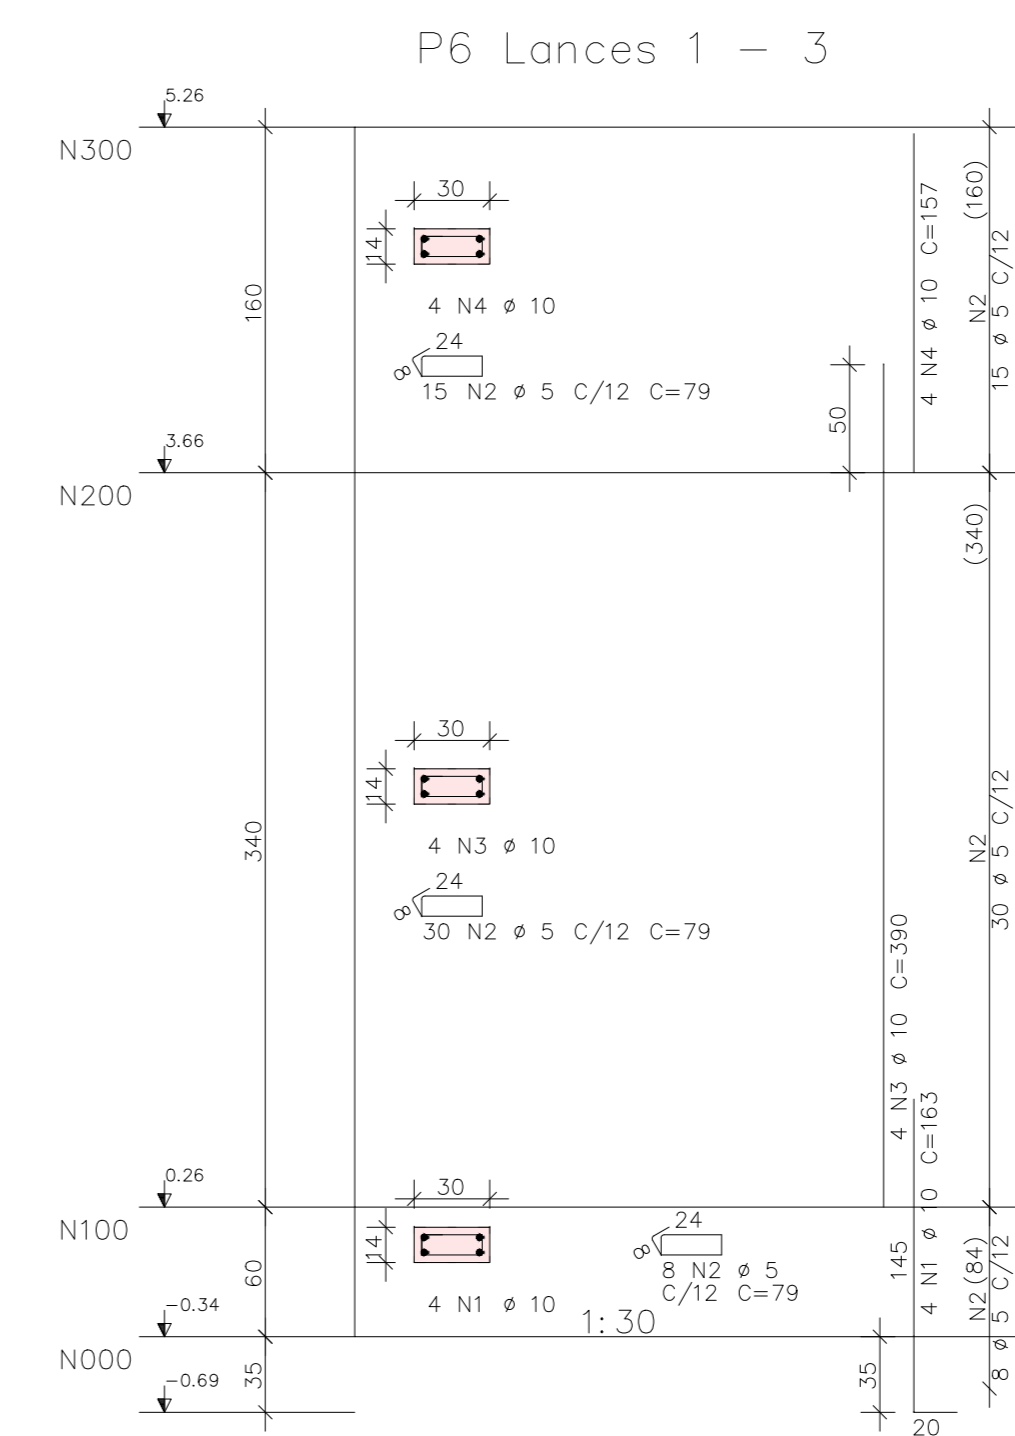 P6 Lances 1 - 3
5.26
N300
30
14
160
4 N4 ø 10
24
8
15 N2 ø 5 C/12 C=79
50
4 N4 ø 10 C=157
(160)
N2
15 ø 5 C/12
3.66
N200
(340)
30
14
340
4 N3 ø 10
24
8
30 N2 ø 5 C/12 C=79
4 N3 ø 10 C=390
N2
30 ø 5 C/12
0.26
N100
30
14
60
4 N1 ø 10
24
8
8 N2 ø 5
C/12 C=79
1:30
145
4 N1 ø 10 C=163
N2(84)
8 ø 5 C/12
-0.34
N000
35
-0.69
35
20